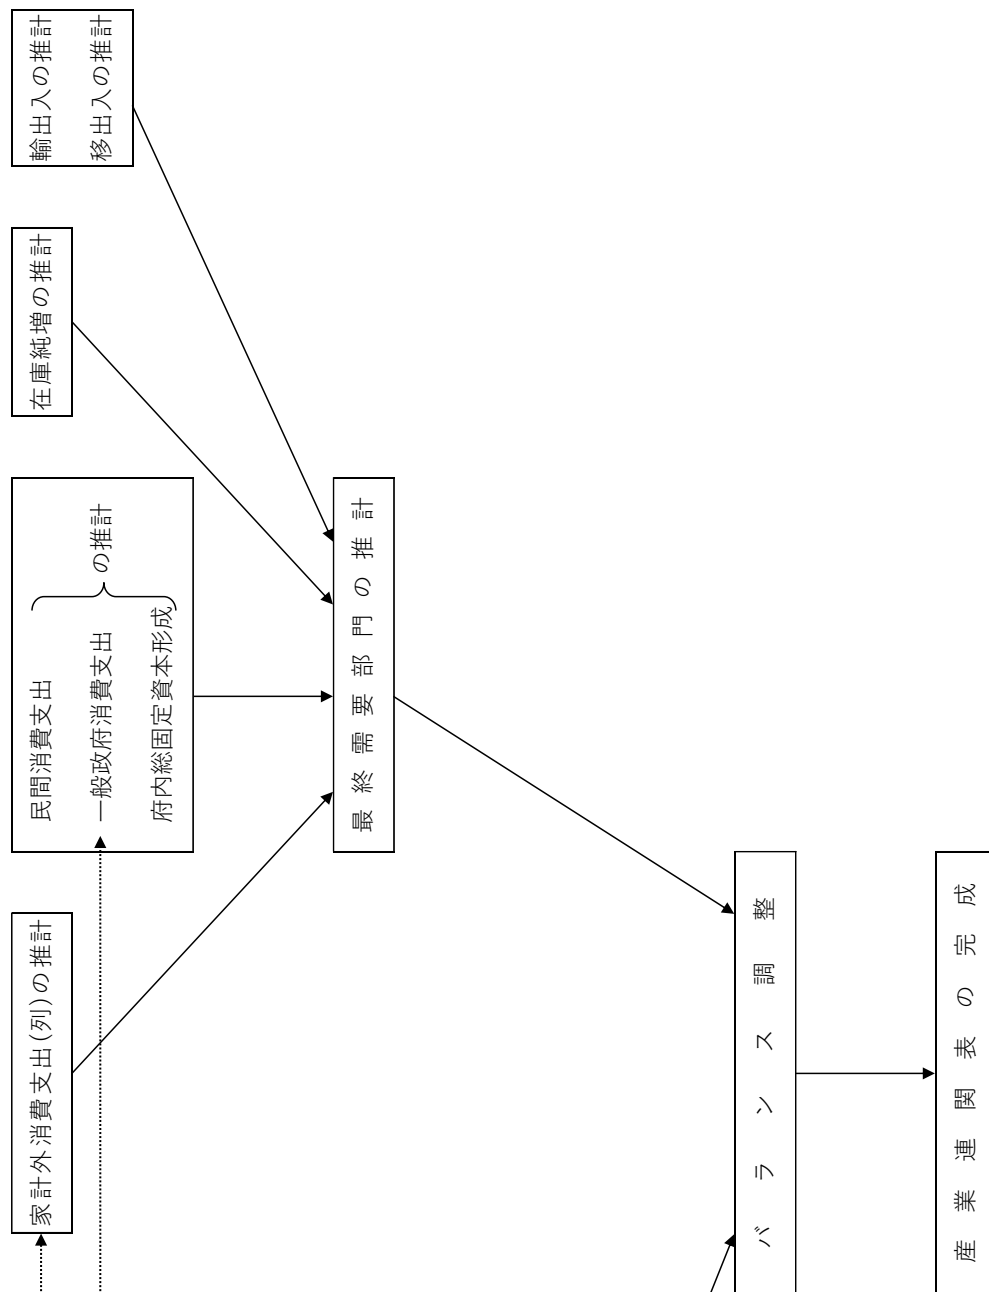 輸出入の推計
移出入の推計
在庫純増の推計
民間消費支出
一般政府消費支出
府内総固定資本形成
の推計
家計外消費支出(列)の推計
最終需要部門の推計
バランス調整
産業連関表の完成